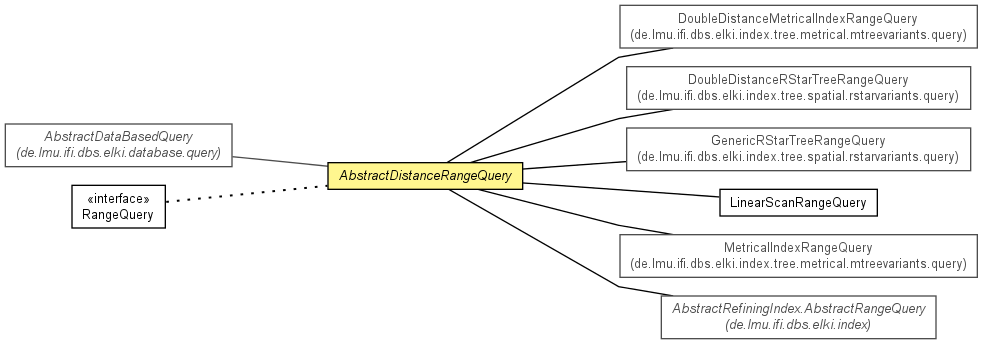 DoubleDistanceMetricalIndexRangeQuery
(de.lmu.ifi.dbs.elki.index.tree.metrical.mtreevariants.query)
DoubleDistanceRStarTreeRangeQuery
(de.lmu.ifi.dbs.elki.index.tree.spatial.rstarvariants.query)
AbstractDataBasedQuery
(de.lmu.ifi.dbs.elki.database.query)
GenericRStarTreeRangeQuery
(de.lmu.ifi.dbs.elki.index.tree.spatial.rstarvariants.query)
AbstractDistanceRangeQuery
«interface»
RangeQuery
LinearScanRangeQuery
MetricalIndexRangeQuery
(de.lmu.ifi.dbs.elki.index.tree.metrical.mtreevariants.query)
AbstractRefiningIndex.AbstractRangeQuery
(de.lmu.ifi.dbs.elki.index)